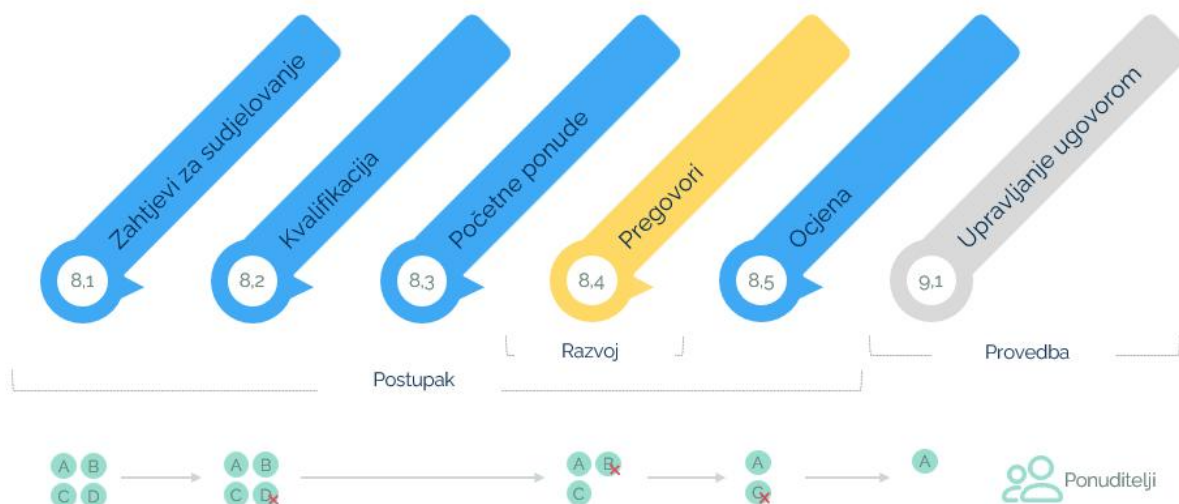 Zahtjevi za sudjelovanje
Kvalifikacija
Početne ponude
Pregovori
Ocjena
Upravljanje ugovorom
8,1
8,2
8,3
8,4
8,5
9,1
Razvoj
Provedba
Postupak
A B
C D
A B
C D
A B
C
A
C
A
Ponuditelji